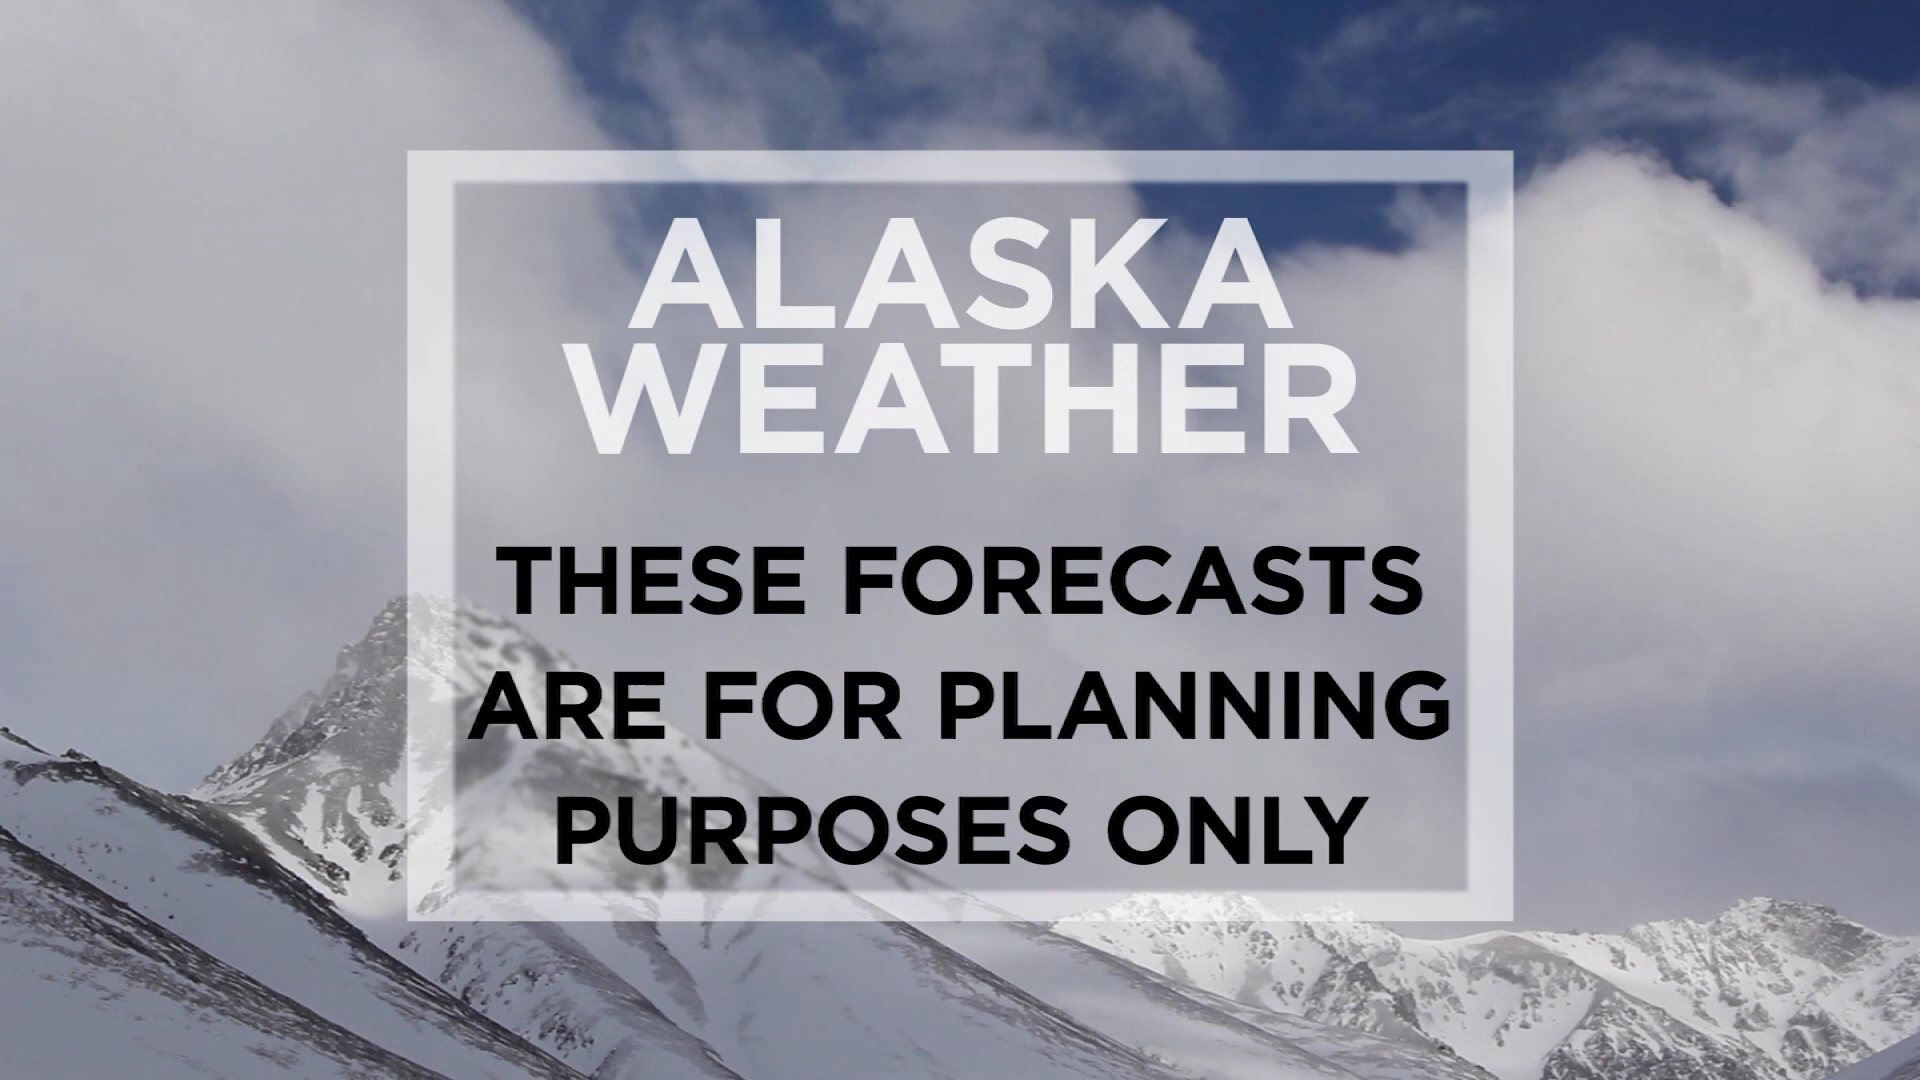 ALASKA
WEATHER
THESE FORECASTS
ARE FOR PLANNING
PURPOSES ONLY